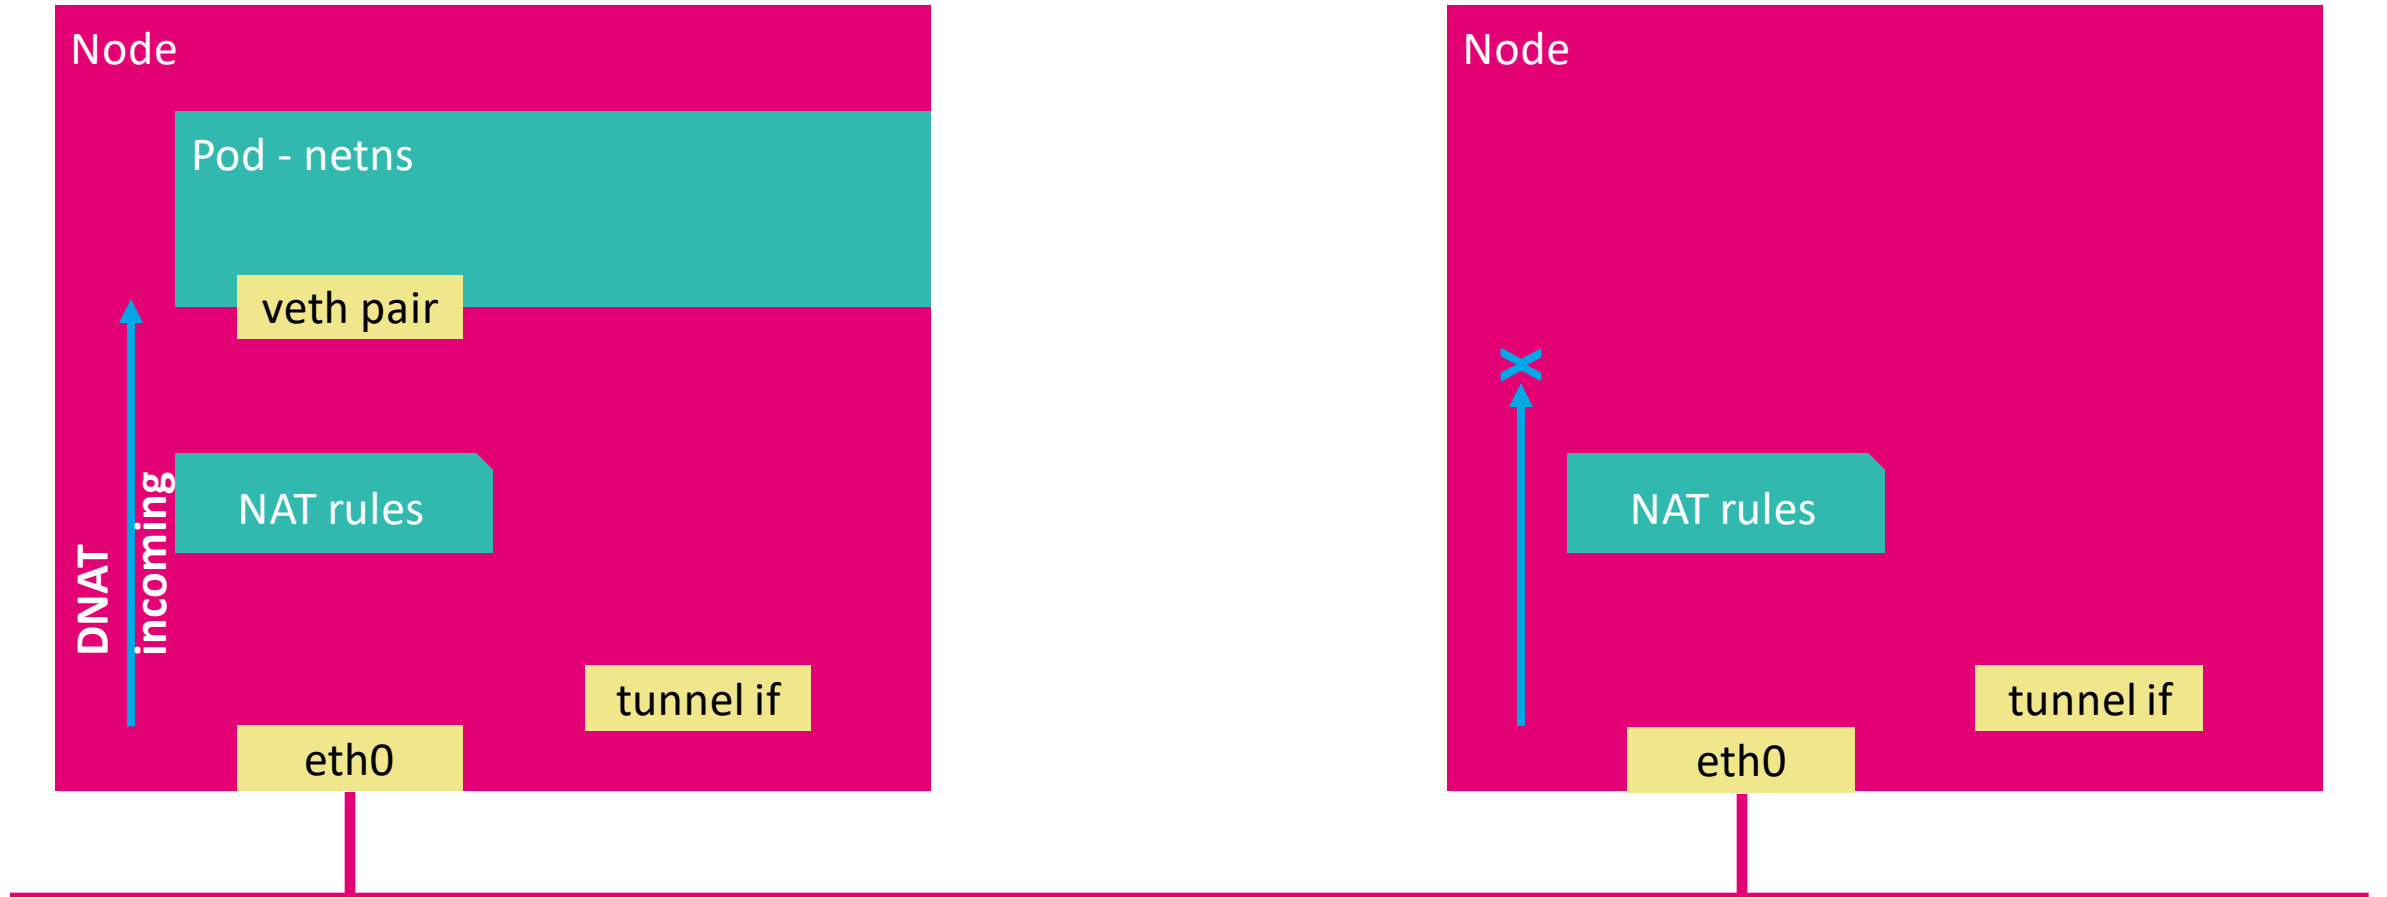 Node
Pod - netns
veth pair
DNAT
incoming
NAT rules
tunnel if
eth0
Node
NAT rules
tunnel if
eth0